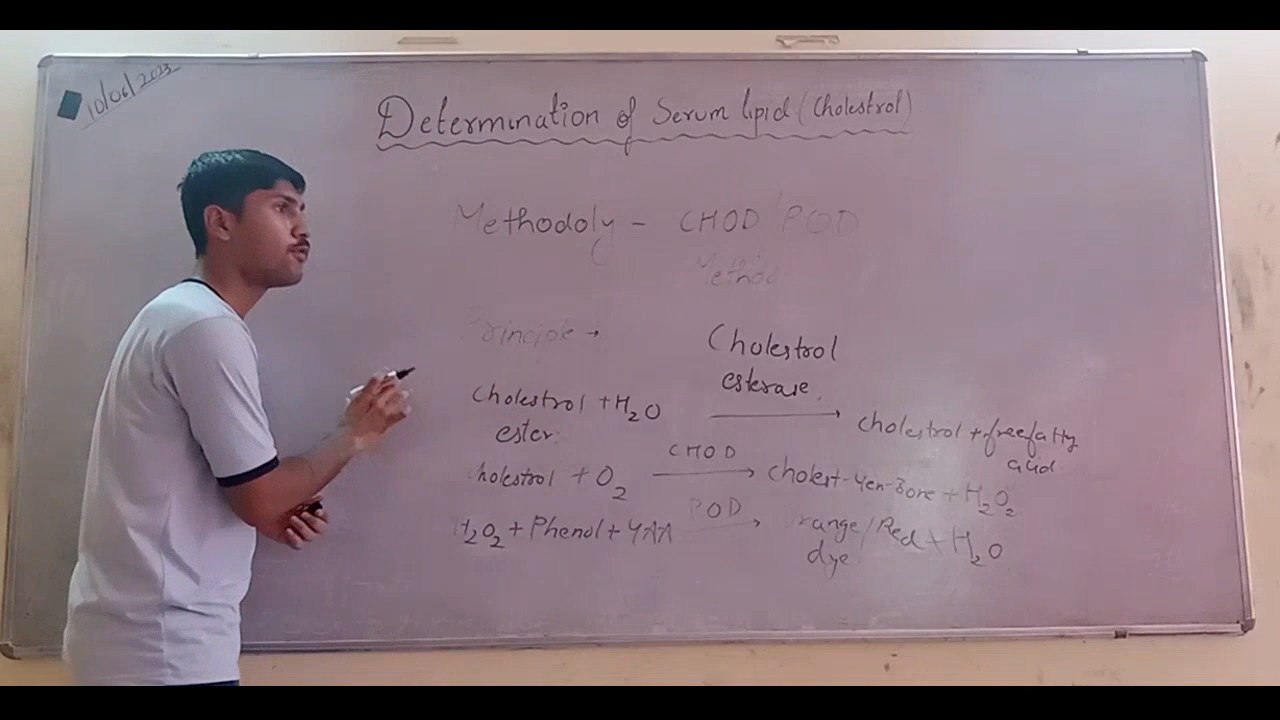 10/06/2023
Determination of Serum lipid (Cholestrol)
Methodoly - CHOD/POD
Method
Principle →
Cholestrol
esterase
Cholestrol + H2O → cholestrol + free fatty
ester
acid
cholestrol + O2 CHOD → cholest-4en-3one + H2O2
H2O2 + Phenol + 4AA POD → Orange/Red + H2O
dye